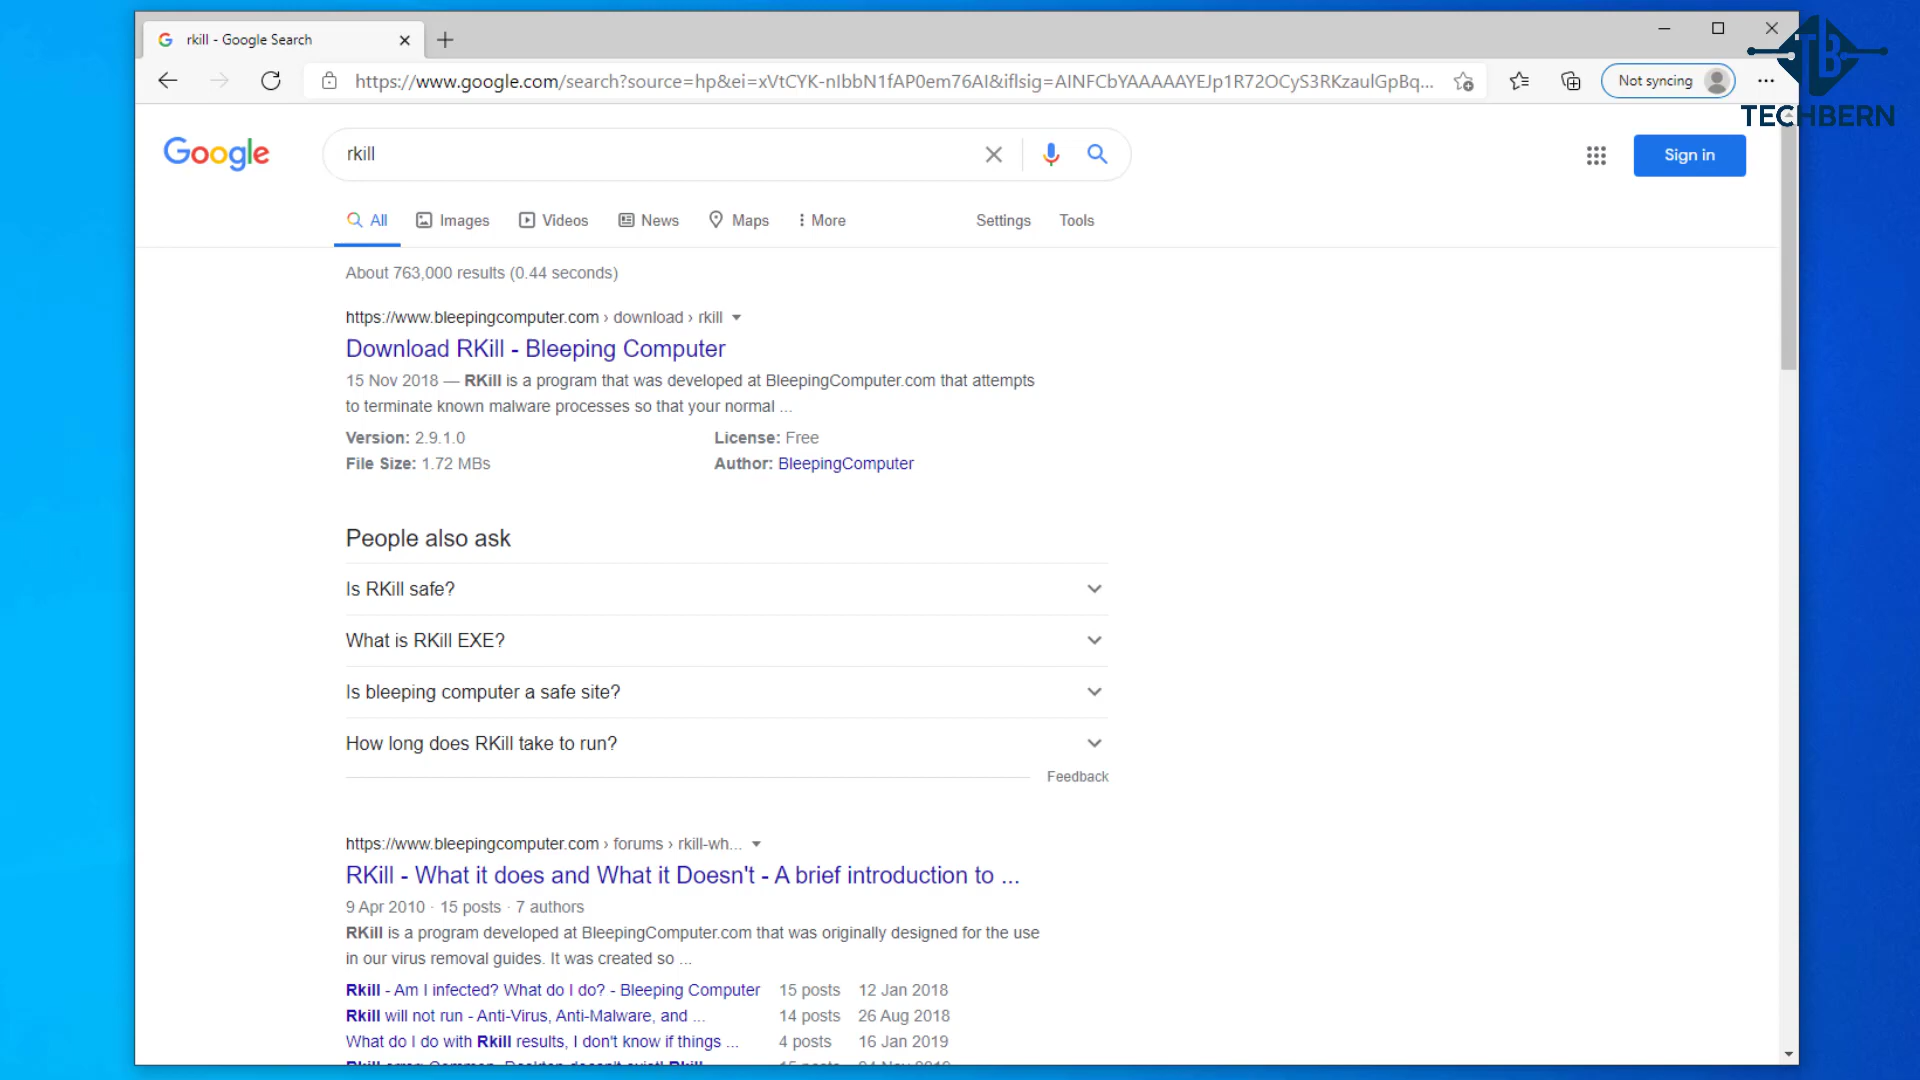 rkill - Google Search
https://www.google.com/search?source=hp&ei=xVtCYK-nIbbN1fAP0em76AI&iflsig=AINFCbYAAAAAYEJp1R72OCyS3RKzaulGpBq...
Not syncing
TB
TECHBERN
Google
rkill
Sign in
All Images Videos News Maps More Settings Tools
About 763,000 results (0.44 seconds)
https://www.bleepingcomputer.com › download › rkill
Download RKill - Bleeping Computer
15 Nov 2018 — RKill is a program that was developed at BleepingComputer.com that attempts
to terminate known malware processes so that your normal ...
Version: 2.9.1.0 License: Free
File Size: 1.72 MBs Author: BleepingComputer
People also ask
Is RKill safe?
What is RKill EXE?
Is bleeping computer a safe site?
How long does RKill take to run?
Feedback
https://www.bleepingcomputer.com › forums › rkill-wh...
RKill - What it does and What it Doesn't - A brief introduction to ...
9 Apr 2010 · 15 posts · 7 authors
RKill is a program developed at BleepingComputer.com that was originally designed for the use
in our virus removal guides. It was created so ...
Rkill - Am I infected? What do I do? - Bleeping Computer 15 posts 12 Jan 2018
Rkill will not run - Anti-Virus, Anti-Malware, and ... 14 posts 26 Aug 2018
What do I do with Rkill results, I don't know if things ... 4 posts 16 Jan 2019